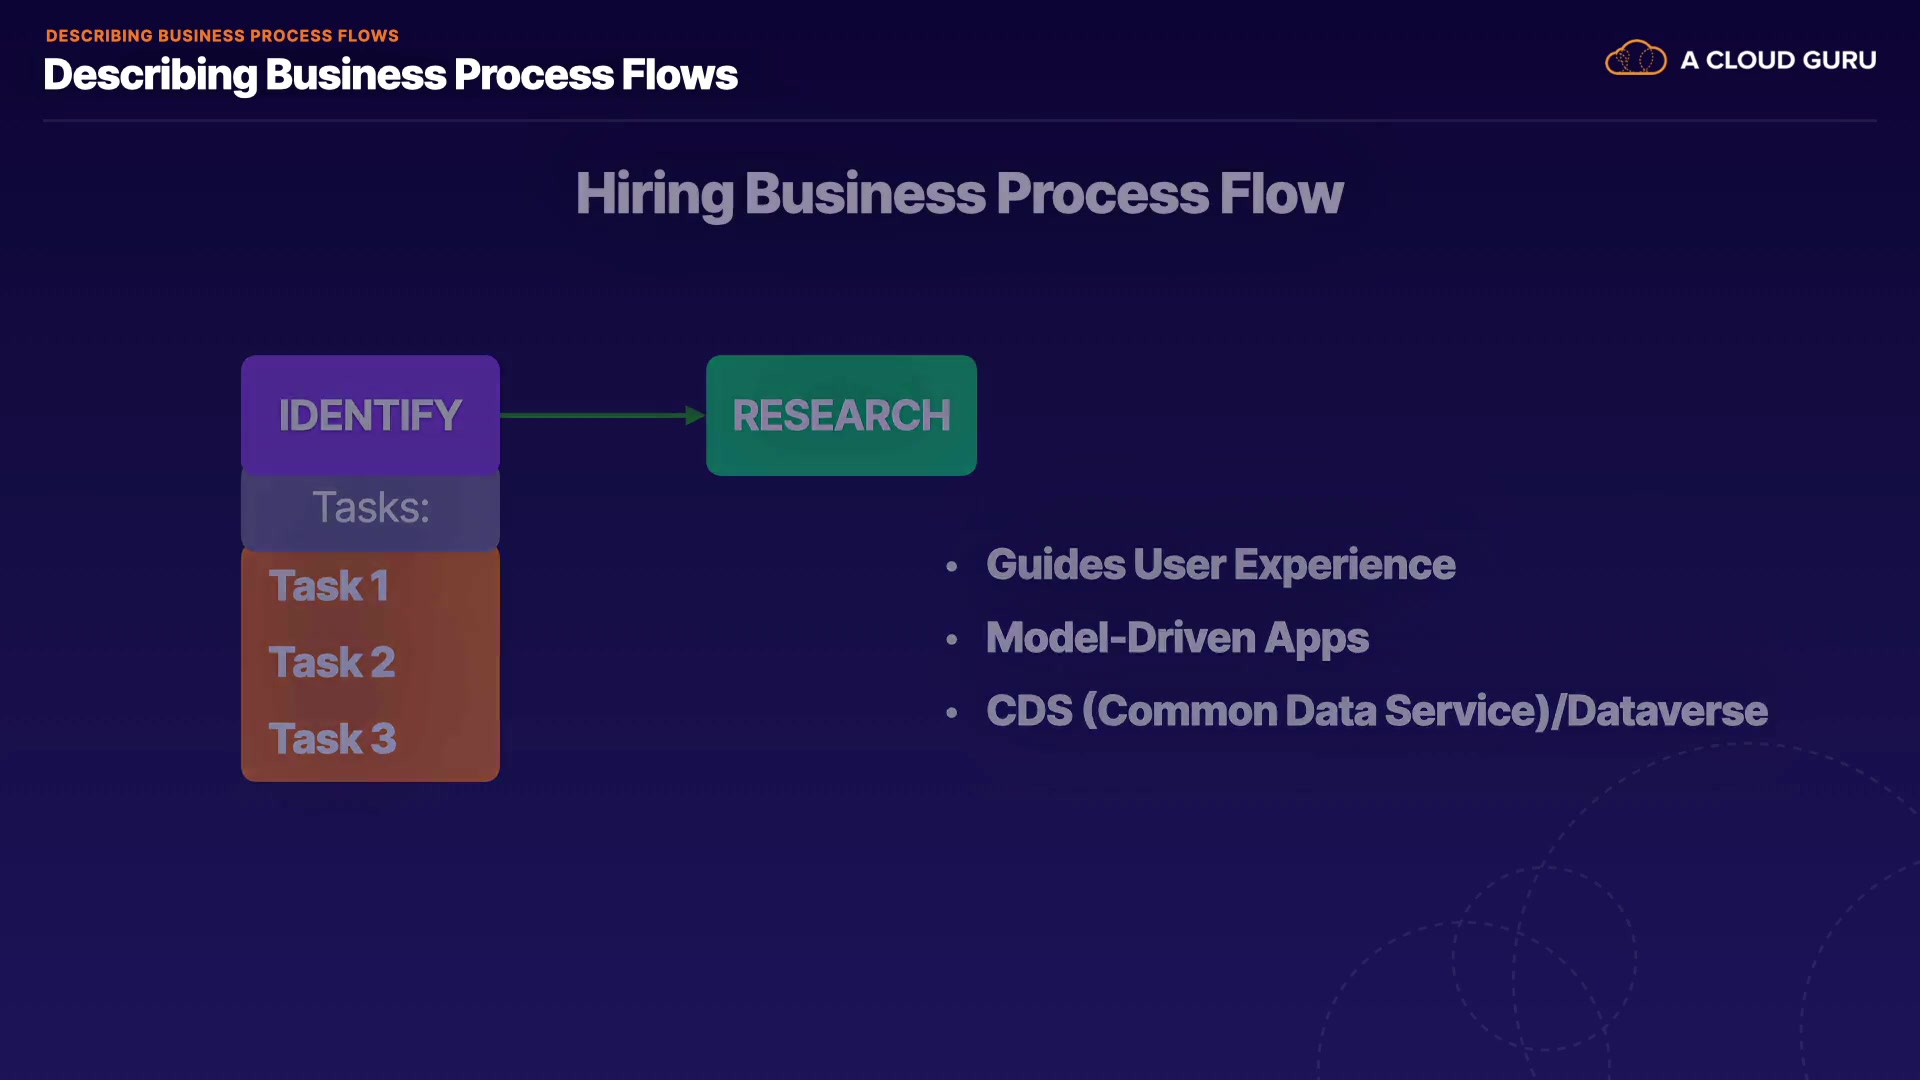 DESCRIBING BUSINESS PROCESS FLOWS
Describing Business Process Flows
A CLOUD GURU
Hiring Business Process Flow
IDENTIFY
RESEARCH
Tasks:
Task 1
Task 2
Task 3
• Guides User Experience
• Model-Driven Apps
• CDS (Common Data Service)/Dataverse